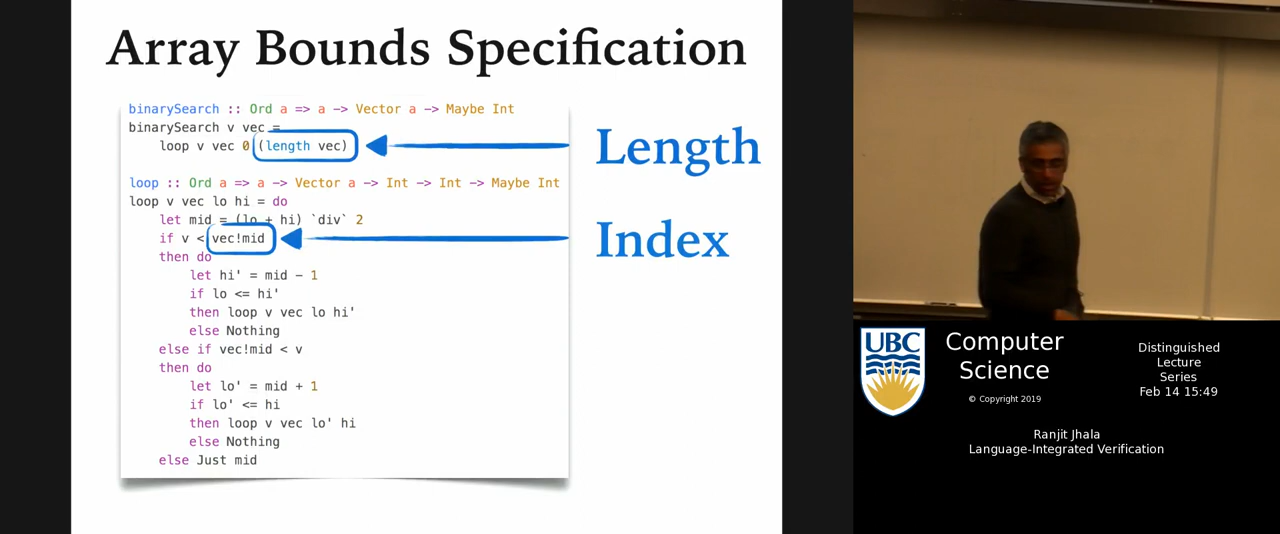 Array Bounds Specification
binarySearch :: Ord a => a -> Vector a -> Maybe Int
binarySearch v vec =
loop v vec 0 (length vec)
Length
loop :: Ord a => a -> Vector a -> Int -> Int -> Maybe Int
loop v vec lo hi = do
let mid = (lo + hi) `div` 2
if v < vec!mid
Index
then do
let hi' = mid - 1
if lo <= hi'
then loop v vec lo hi'
else Nothing
else if vec!mid < v
then do
let lo' = mid + 1
if lo' <= hi
then loop v vec lo' hi
else Nothing
else Just mid
UBC
Computer
Science
© Copyright 2019
Distinguished
Lecture
Series
Feb 14 15:49
Ranjit Jhala
Language-Integrated Verification